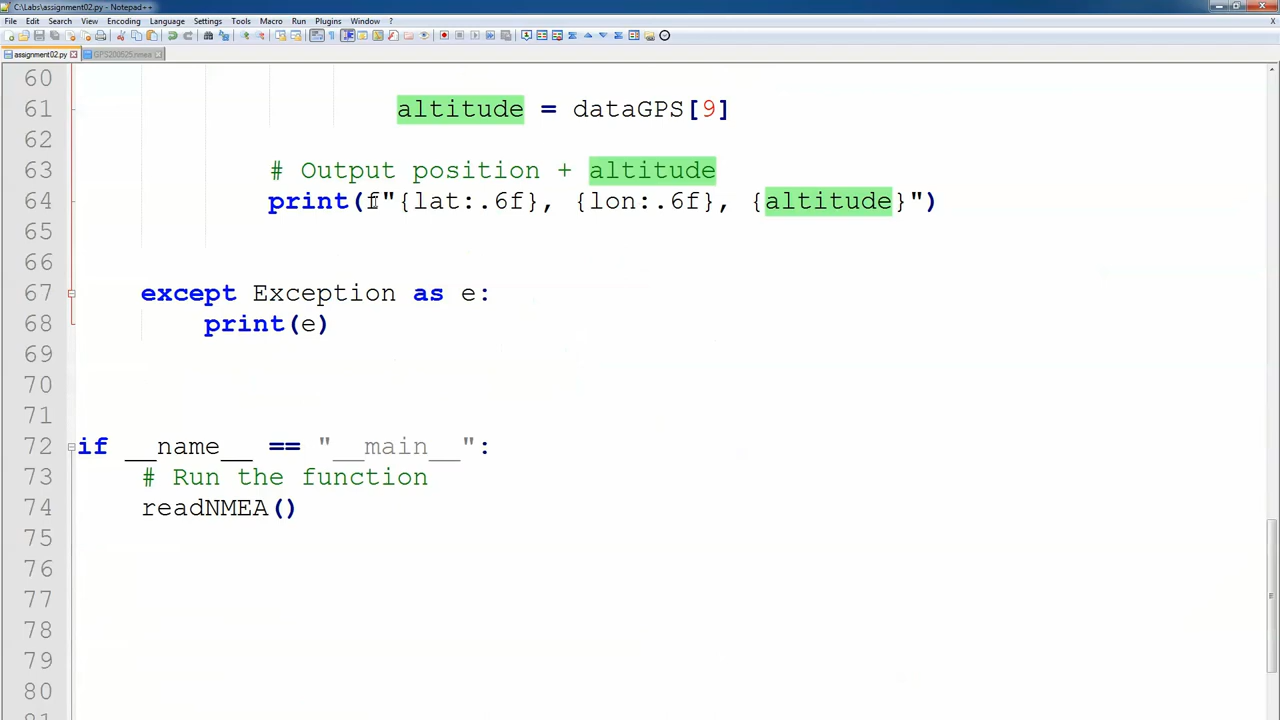 C:\Labs\assignment02.py - Notepad++
File Edit Search View Encoding Language Settings Tools Macro Run Plugins Window ? X
assignment02.py GPS200525.nmea
60
61 altitude = dataGPS[9]
62
63 # Output position + altitude
64 print(f"{lat:.6f}, {lon:.6f}, {altitude}")
65
66
67 except Exception as e:
68 print(e)
69
70
71
72 if __name__ == "__main__":
73 # Run the function
74 readNMEA()
75
76
77
78
79
80